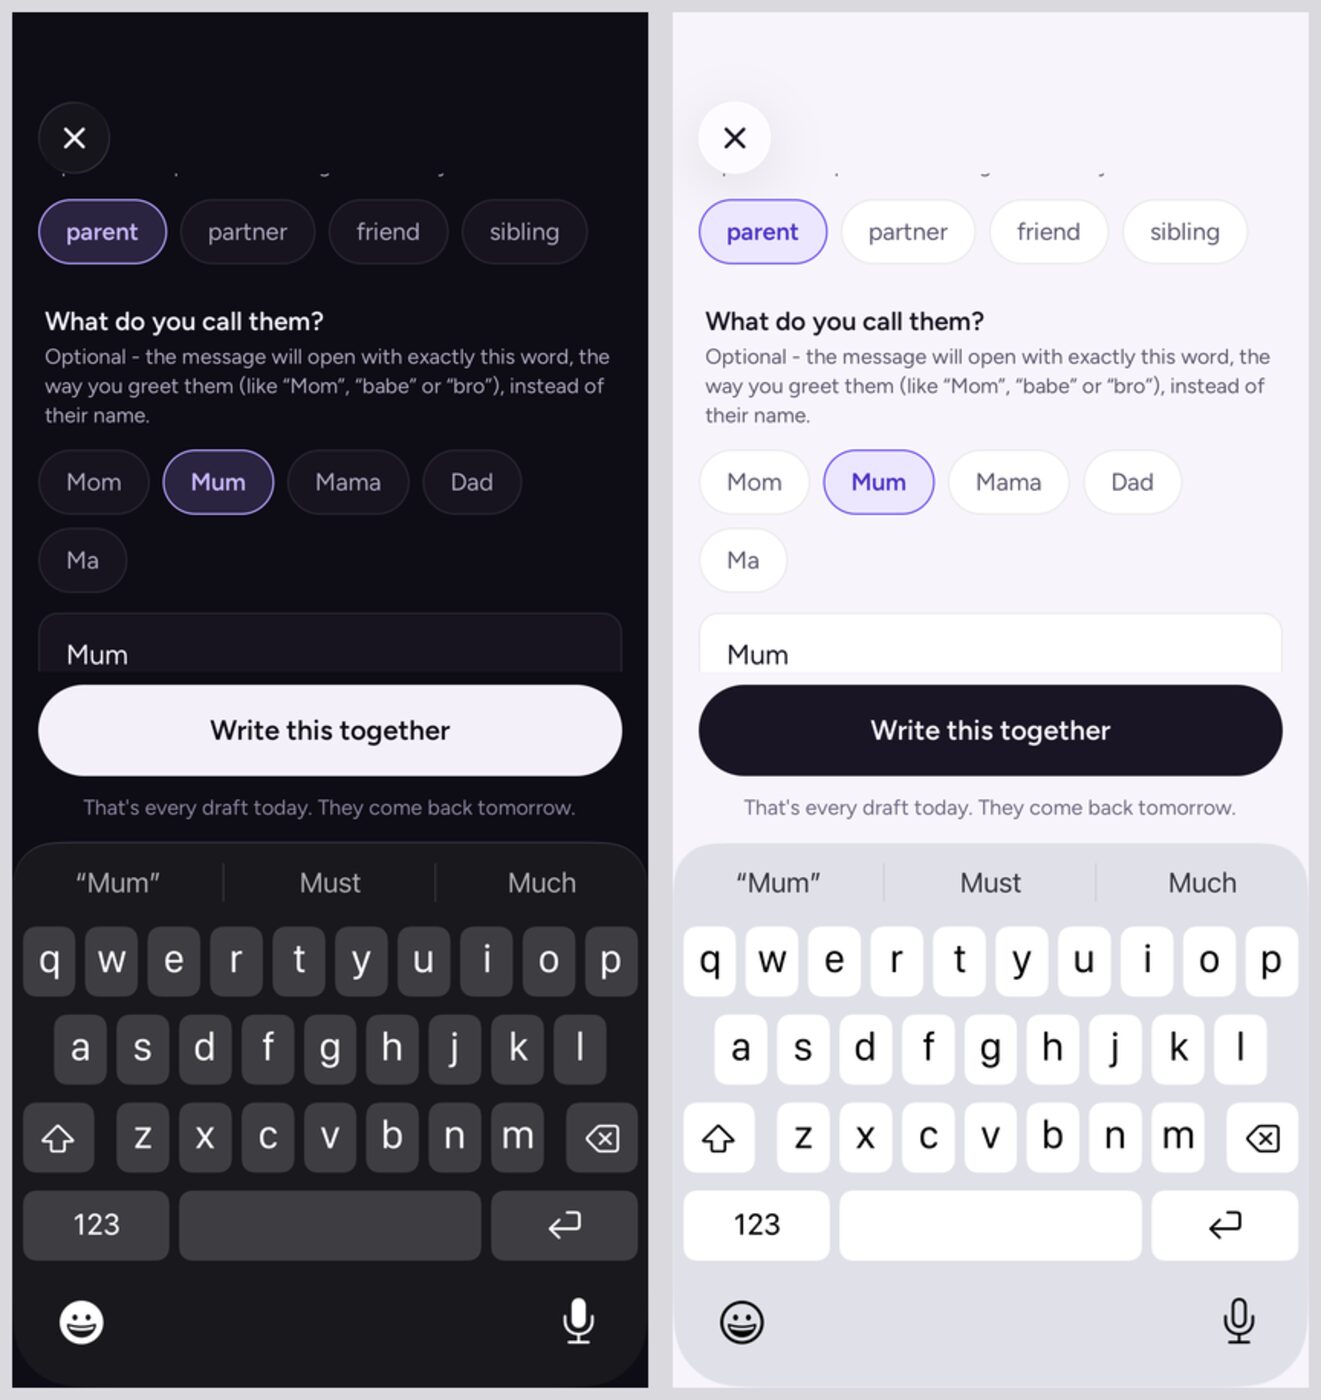 parent partner friend sibling
What do you call them?
Optional - the message will open with exactly this word, the
way you greet them (like “Mom”, “babe” or “bro”), instead of
their name.
Mom Mum Mama Dad
Ma
Mum
Write this together
That's every draft today. They come back tomorrow.
“Mum” Must Much
q w e r t y u i o p
a s d f g h j k l
z x c v b n m
123
parent partner friend sibling
What do you call them?
Optional - the message will open with exactly this word, the
way you greet them (like “Mom”, “babe” or “bro”), instead of
their name.
Mom Mum Mama Dad
Ma
Mum
Write this together
That's every draft today. They come back tomorrow.
“Mum” Must Much
q w e r t y u i o p
a s d f g h j k l
z x c v b n m
123